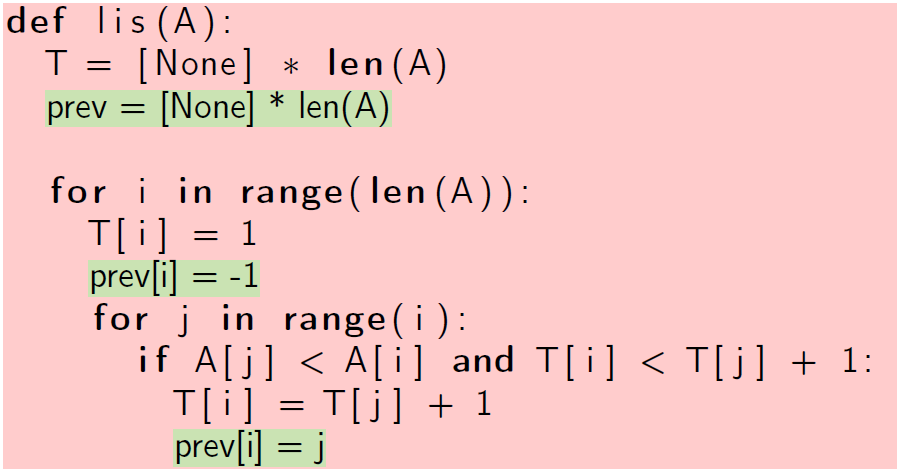 def lis(A):
T = [None] * len(A)
prev = [None] * len(A)
for i in range(len(A)):
T[i] = 1
prev[i] = -1
for j in range(i):
if A[j] < A[i] and T[i] < T[j] + 1:
T[i] = T[j] + 1
prev[i] = j